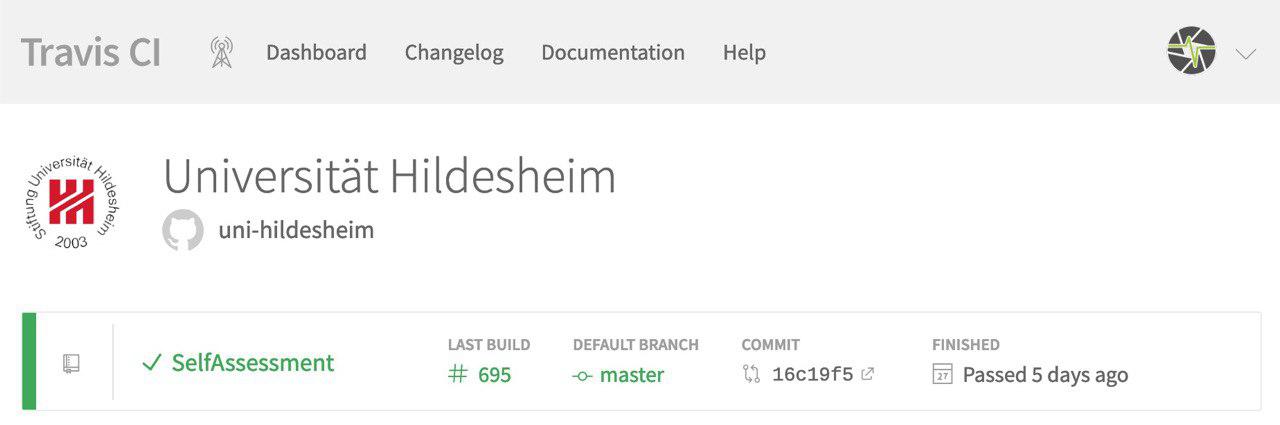 Travis CI Dashboard Changelog Documentation Help
Stiftung Universität Hildesheim
2003
Universität Hildesheim
uni-hildesheim
LAST BUILD DEFAULT BRANCH COMMIT FINISHED
SelfAssessment # 695 master 16c19f5 27 Passed 5 days ago